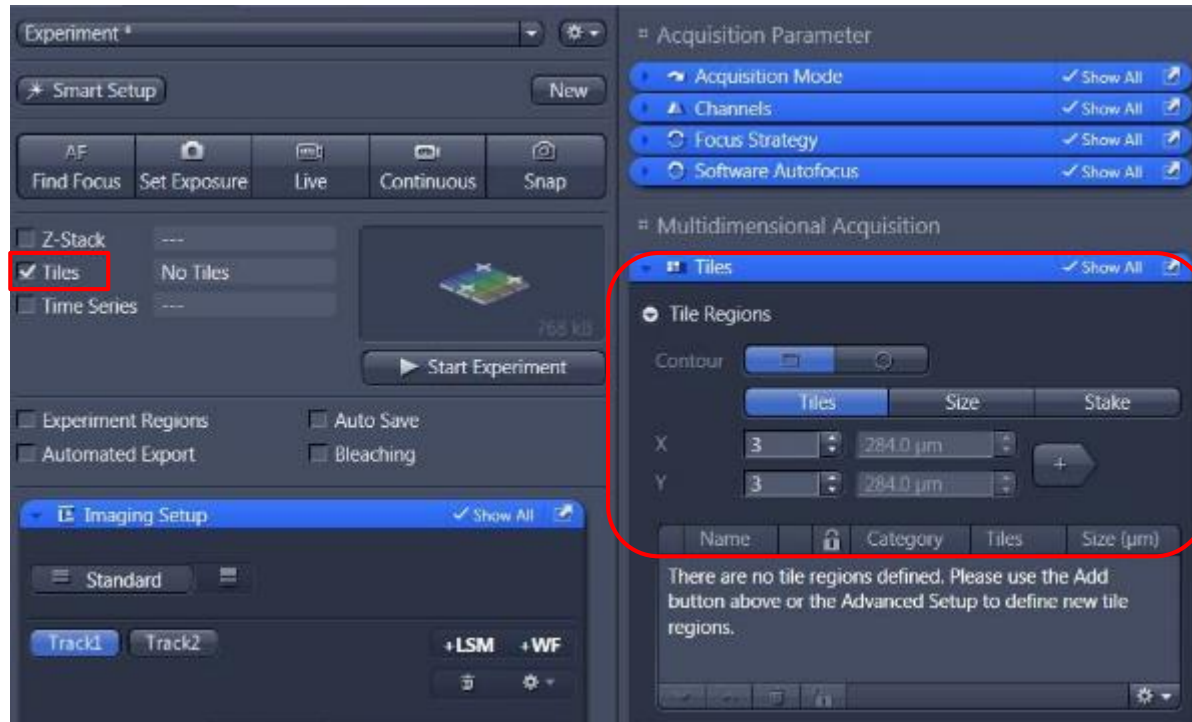 Experiment *
Smart Setup
New
AF
Find Focus
Set Exposure
Live
Continuous
Snap
Z-Stack ---
Tiles No Tiles
Time Series ---
768 kB
Start Experiment
Experiment Regions
Auto Save
Automated Export
Bleaching
Imaging Setup
Show All
Standard
Track1
Track2
+LSM
+WF
Acquisition Parameter
Acquisition Mode Show All
Channels Show All
Focus Strategy Show All
Software Autofocus Show All
Multidimensional Acquisition
Tiles Show All
Tile Regions
Contour
Tiles Size Stake
X 3 284.0 µm
+
Y 3 284.0 µm
Name Category Tiles Size (µm)
There are no tile regions defined. Please use the Add
button above or the Advanced Setup to define new tile
regions.